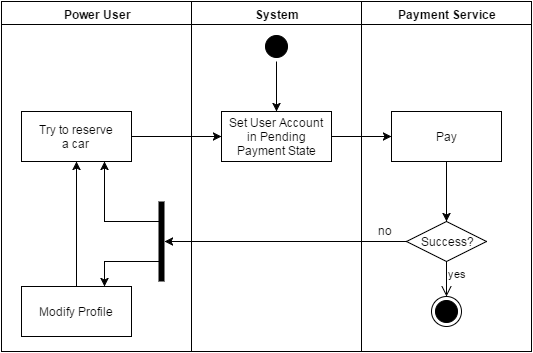 Power User
System
Payment Service
Try to reserve
a car
Set User Account
in Pending
Payment State
Pay
no
Success?
yes
Modify Profile